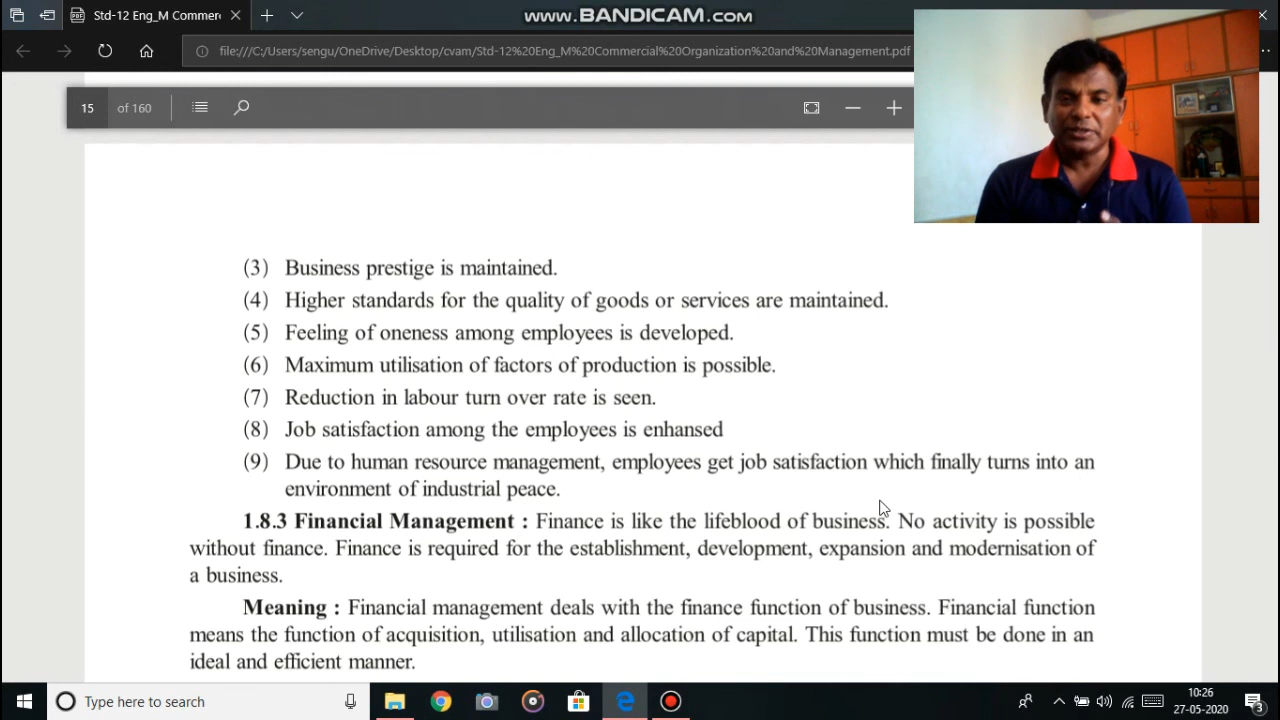 Std-12 Eng_M Commer
www.BANDICAM.com
file:///C:/Users/sengu/OneDrive/Desktop/cvam/Std-12%20Eng_M%20Commercial%20Organization%20and%20Management.pdf
15 of 160
(3) Business prestige is maintained.
(4) Higher standards for the quality of goods or services are maintained.
(5) Feeling of oneness among employees is developed.
(6) Maximum utilisation of factors of production is possible.
(7) Reduction in labour turn over rate is seen.
(8) Job satisfaction among the employees is enhansed
(9) Due to human resource management, employees get job satisfaction which finally turns into an
environment of industrial peace.
1.8.3 Financial Management : Finance is like the lifeblood of business. No activity is possible
without finance. Finance is required for the establishment, development, expansion and modernisation of
a business.
Meaning : Financial management deals with the finance function of business. Financial function
means the function of acquisition, utilisation and allocation of capital. This function must be done in an
ideal and efficient manner.
Type here to search
10:26
27-05-2020
3